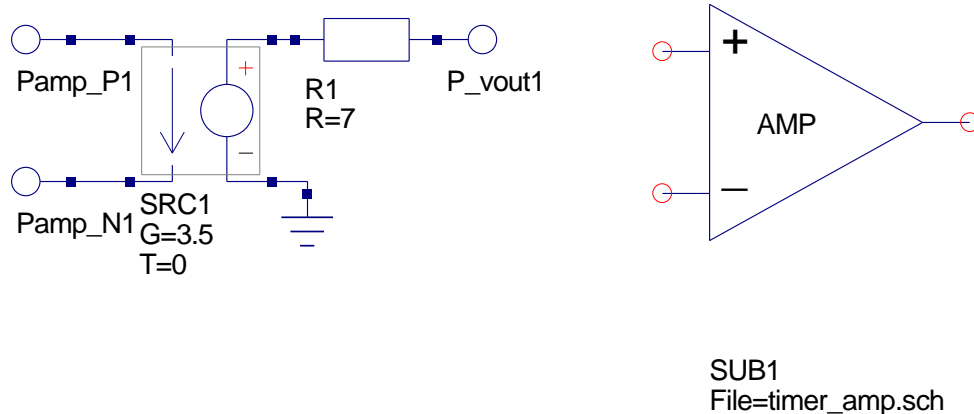 Pamp_P1
+
−
Pamp_N1
SRC1
G=3.5
T=0
R1
R=7
P_vout1
+
AMP
−
SUB1
File=timer_amp.sch